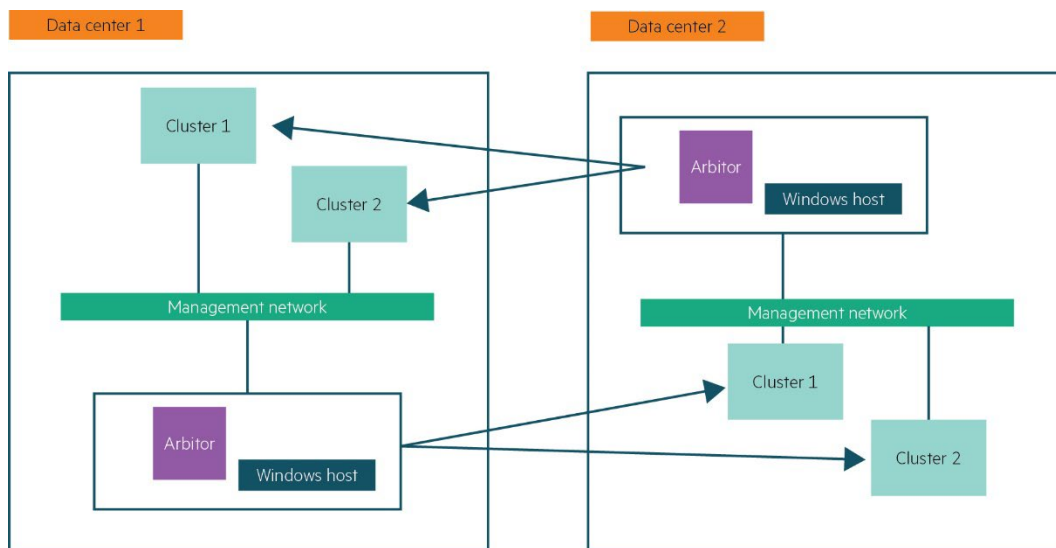 Data center 1
Cluster 1
Cluster 2
Management network
Arbitor
Windows host
Data center 2
Arbitor
Windows host
Management network
Cluster 1
Cluster 2